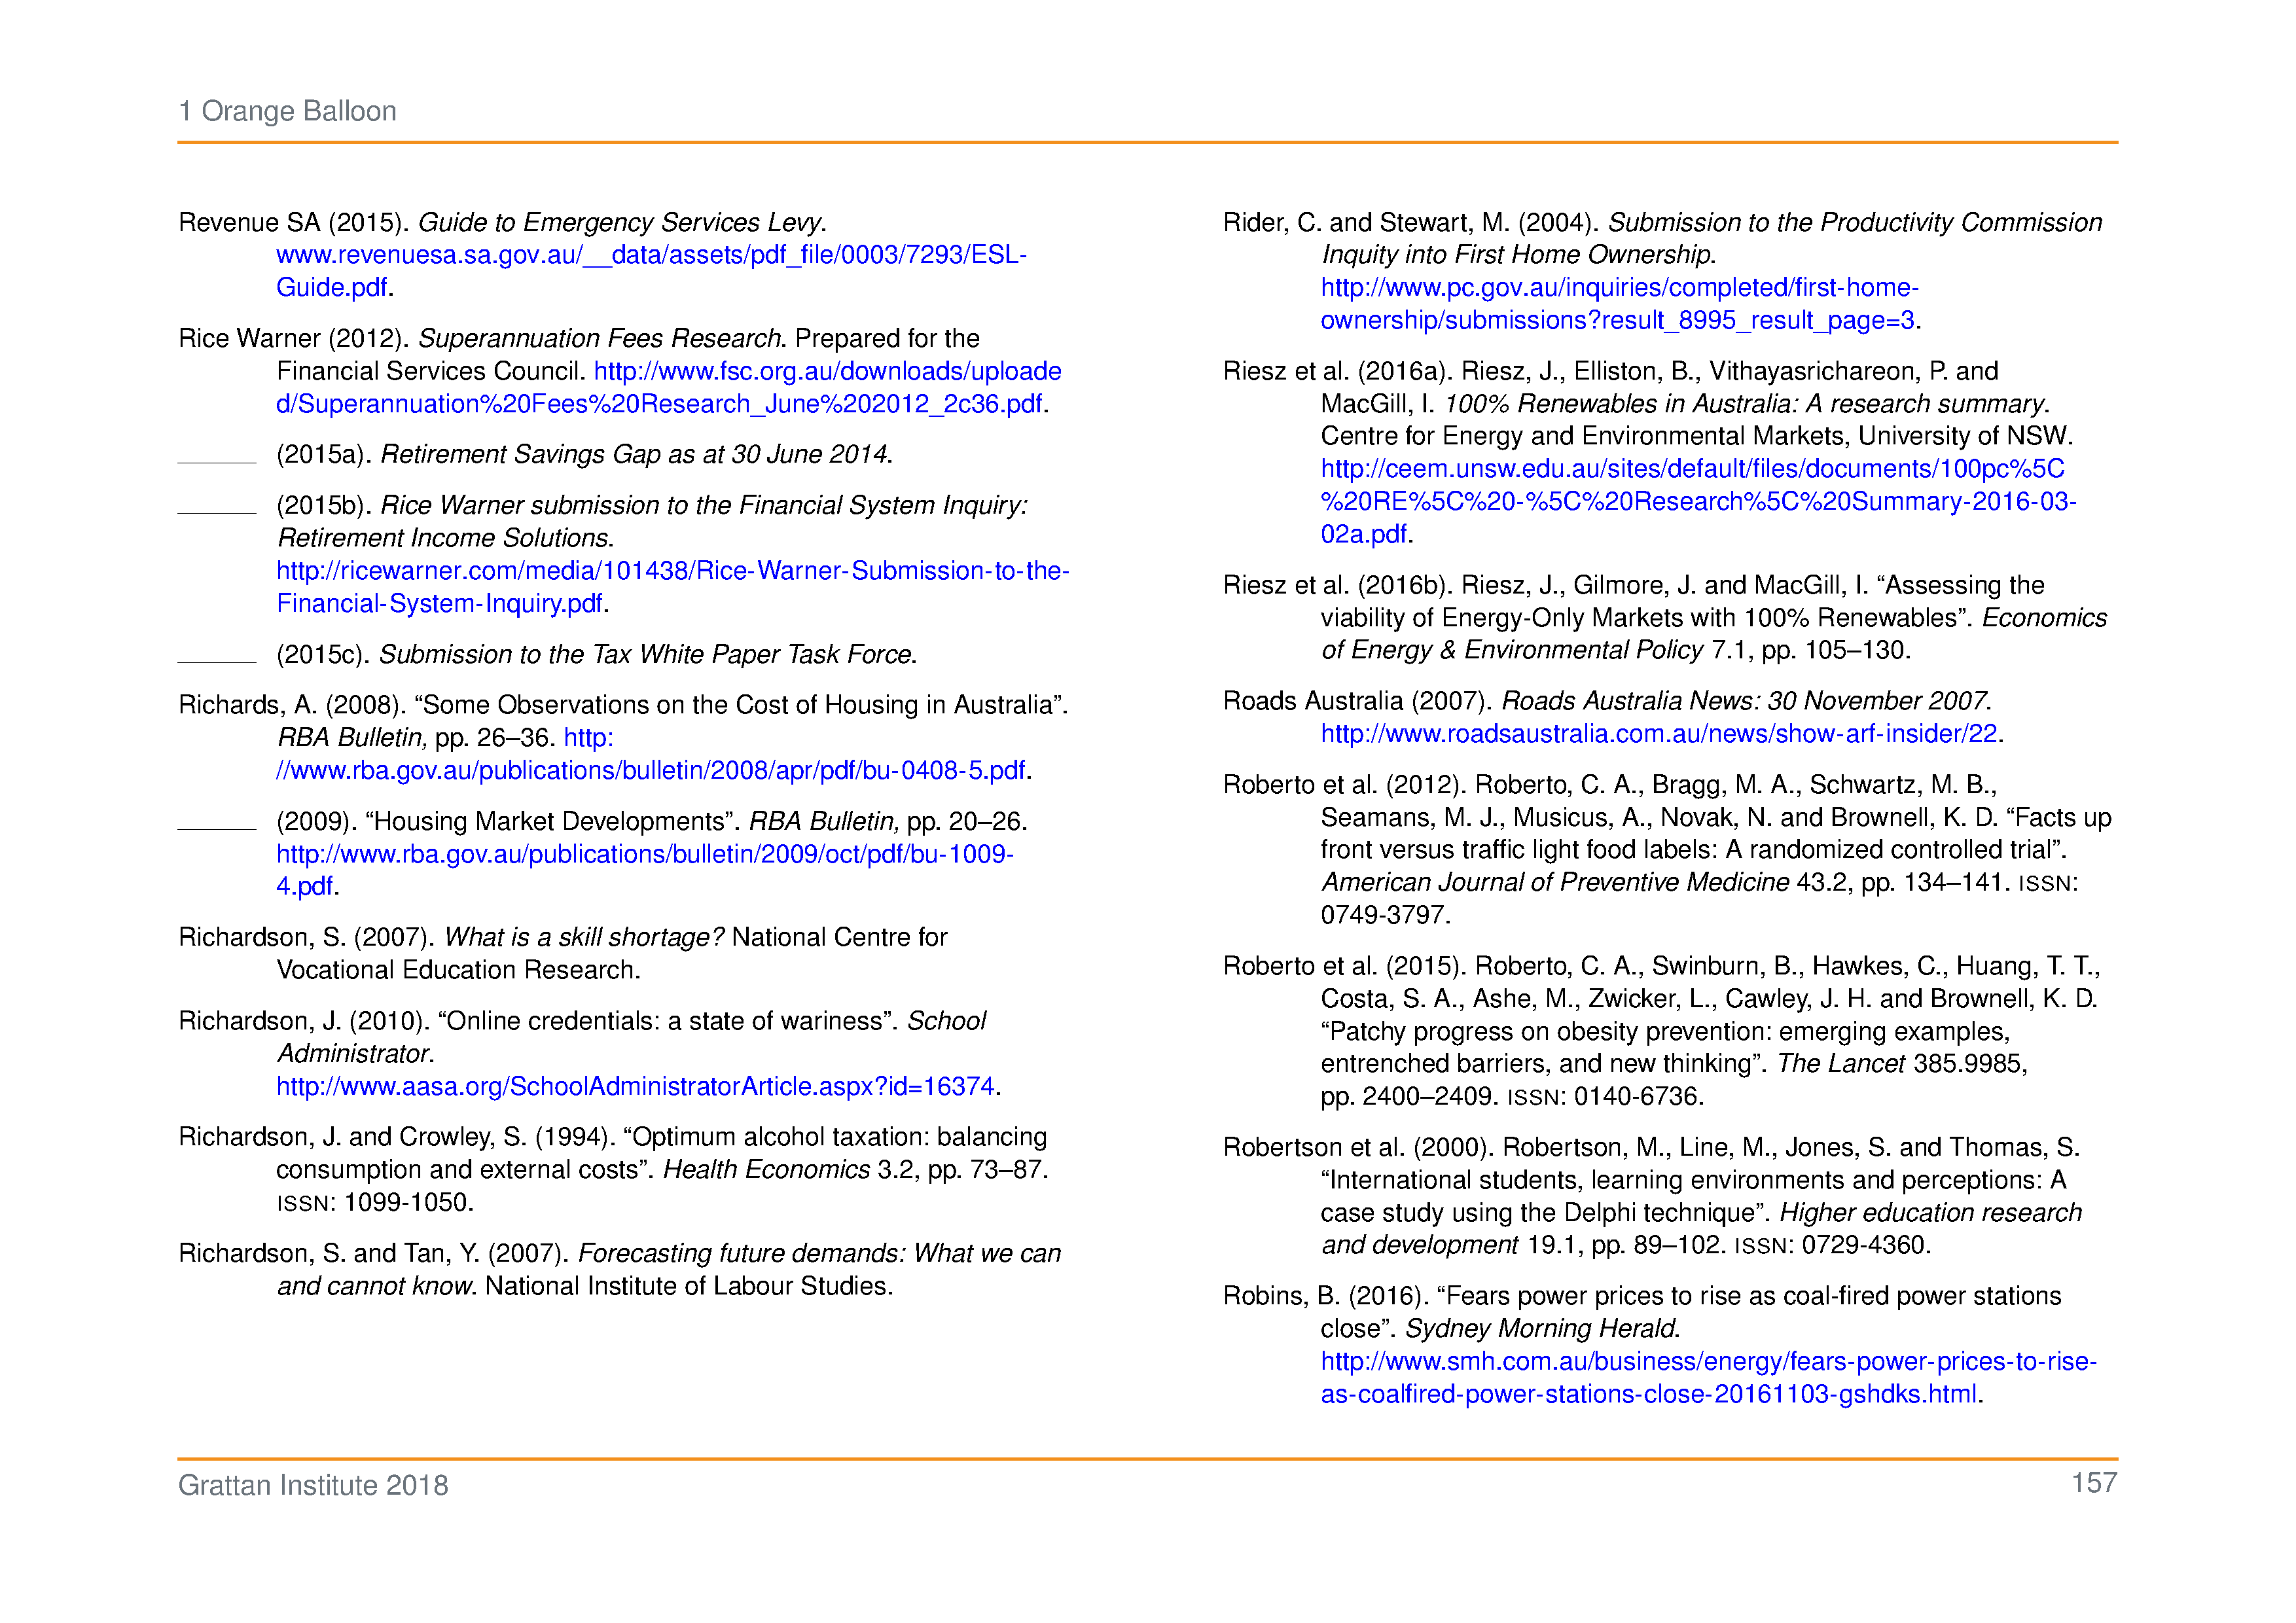 1 Orange Balloon
Revenue SA (2015). Guide to Emergency Services Levy.
www.revenuesa.sa.gov.au/__data/assets/pdf_file/0003/7293/ESL-
Guide.pdf.
Rice Warner (2012). Superannuation Fees Research. Prepared for the
Financial Services Council. http://www.fsc.org.au/downloads/uploade
d/Superannuation%20Fees%20Research_June%202012_2c36.pdf.
______ (2015a). Retirement Savings Gap as at 30 June 2014.
______ (2015b). Rice Warner submission to the Financial System Inquiry:
Retirement Income Solutions.
http://ricewarner.com/media/101438/Rice-Warner-Submission-to-the-
Financial-System-Inquiry.pdf.
______ (2015c). Submission to the Tax White Paper Task Force.
Richards, A. (2008). “Some Observations on the Cost of Housing in Australia”.
RBA Bulletin, pp. 26–36. http:
//www.rba.gov.au/publications/bulletin/2008/apr/pdf/bu-0408-5.pdf.
______ (2009). “Housing Market Developments”. RBA Bulletin, pp. 20–26.
http://www.rba.gov.au/publications/bulletin/2009/oct/pdf/bu-1009-
4.pdf.
Richardson, S. (2007). What is a skill shortage? National Centre for
Vocational Education Research.
Richardson, J. (2010). “Online credentials: a state of wariness”. School
Administrator.
http://www.aasa.org/SchoolAdministratorArticle.aspx?id=16374.
Richardson, J. and Crowley, S. (1994). “Optimum alcohol taxation: balancing
consumption and external costs”. Health Economics 3.2, pp. 73–87.
ISSN: 1099-1050.
Richardson, S. and Tan, Y. (2007). Forecasting future demands: What we can
and cannot know. National Institute of Labour Studies.
Rider, C. and Stewart, M. (2004). Submission to the Productivity Commission
Inquiry into First Home Ownership.
http://www.pc.gov.au/inquiries/completed/first-home-
ownership/submissions?result_8995_result_page=3.
Riesz et al. (2016a). Riesz, J., Elliston, B., Vithayasrichareon, P. and
MacGill, I. 100% Renewables in Australia: A research summary.
Centre for Energy and Environmental Markets, University of NSW.
http://ceem.unsw.edu.au/sites/default/files/documents/100pc%5C
%20RE%5C%20-%5C%20Research%5C%20Summary-2016-03-
02a.pdf.
Riesz et al. (2016b). Riesz, J., Gilmore, J. and MacGill, I. “Assessing the
viability of Energy-Only Markets with 100% Renewables”. Economics
of Energy & Environmental Policy 7.1, pp. 105–130.
Roads Australia (2007). Roads Australia News: 30 November 2007.
http://www.roadsaustralia.com.au/news/show-arf-insider/22.
Roberto et al. (2012). Roberto, C. A., Bragg, M. A., Schwartz, M. B.,
Seamans, M. J., Musicus, A., Novak, N. and Brownell, K. D. “Facts up
front versus traffic light food labels: A randomized controlled trial”.
American Journal of Preventive Medicine 43.2, pp. 134–141. ISSN:
0749-3797.
Roberto et al. (2015). Roberto, C. A., Swinburn, B., Hawkes, C., Huang, T. T.,
Costa, S. A., Ashe, M., Zwicker, L., Cawley, J. H. and Brownell, K. D.
“Patchy progress on obesity prevention: emerging examples,
entrenched barriers, and new thinking”. The Lancet 385.9985,
pp. 2400–2409. ISSN: 0140-6736.
Robertson et al. (2000). Robertson, M., Line, M., Jones, S. and Thomas, S.
“International students, learning environments and perceptions: A
case study using the Delphi technique”. Higher education research
and development 19.1, pp. 89–102. ISSN: 0729-4360.
Robins, B. (2016). “Fears power prices to rise as coal-fired power stations
close”. Sydney Morning Herald.
http://www.smh.com.au/business/energy/fears-power-prices-to-rise-
as-coalfired-power-stations-close-20161103-gshdks.html.
Grattan Institute 2018
157